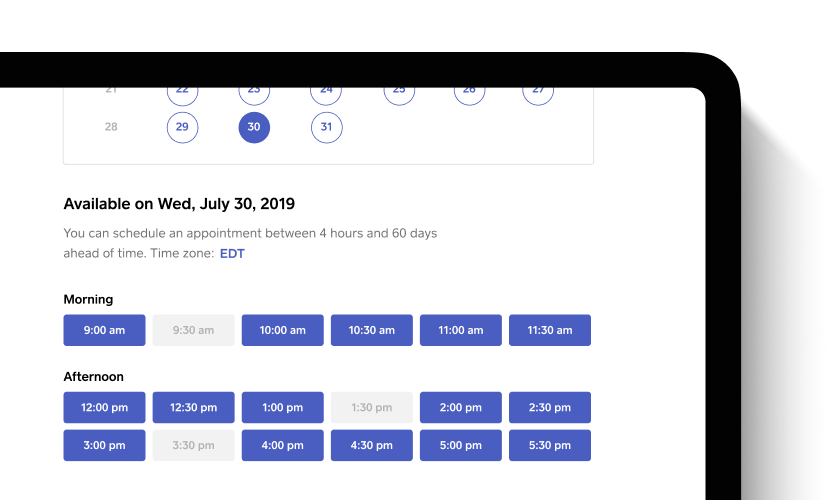 21 22 23 24 25 26 27
28 29 30 31
Available on Wed, July 30, 2019
You can schedule an appointment between 4 hours and 60 days
ahead of time. Time zone: EDT
Morning
9:00 am 9:30 am 10:00 am 10:30 am 11:00 am 11:30 am
Afternoon
12:00 pm 12:30 pm 1:00 pm 1:30 pm 2:00 pm 2:30 pm
3:00 pm 3:30 pm 4:00 pm 4:30 pm 5:00 pm 5:30 pm